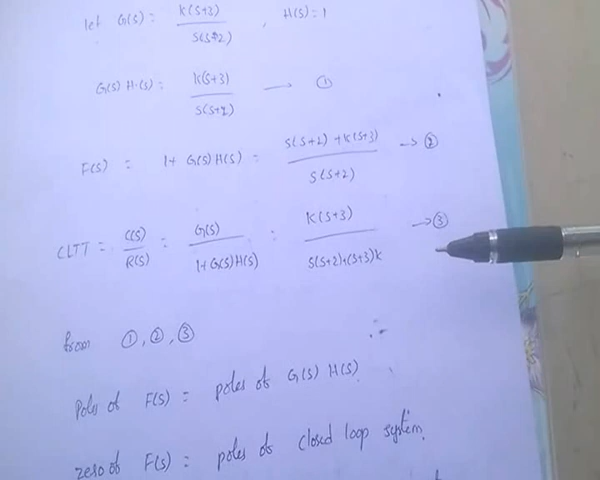 let G(s) = K(s+3) / s(s+2) , H(s) = 1
G(s) H(s) = K(s+3) / s(s+2) → ①
F(s) = 1+ G(s) H(s) = s(s+2) + K(s+3) / s(s+2) → ②
CLTF = C(s) / R(s) = G(s) / 1+G(s)H(s) = K(s+3) / s(s+2)+(s+3)K → ③
from ①, ②, ③
Poles of F(s) = poles of G(s) H(s)
zero of F(s) = poles of closed loop system.